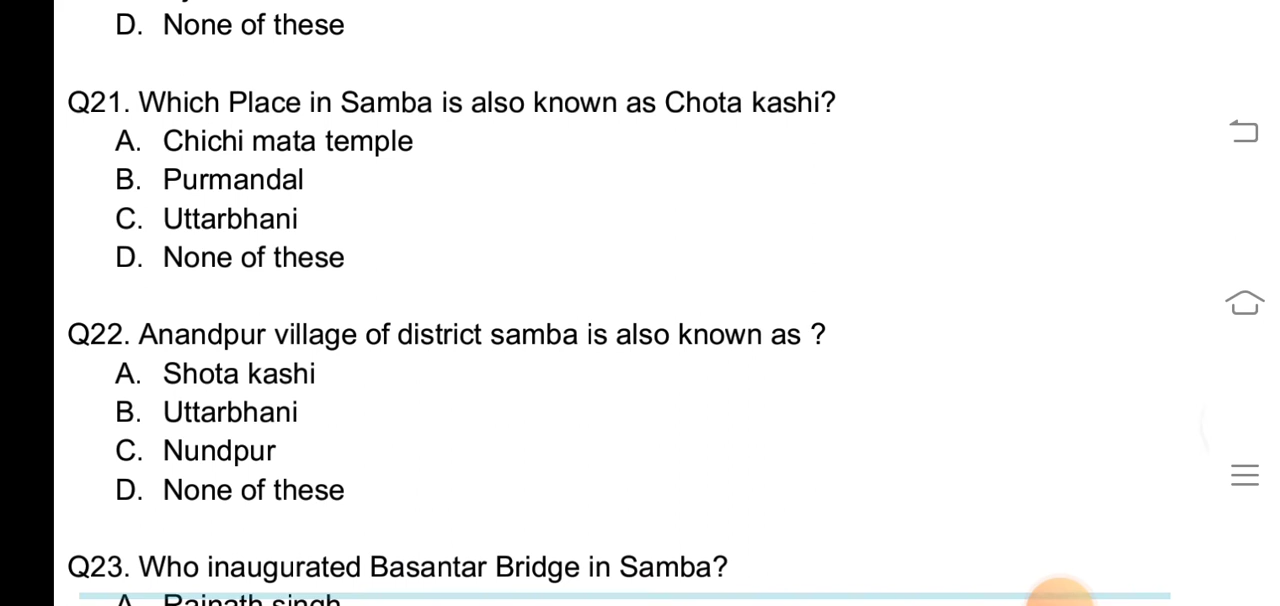 D. None of these
Q21. Which Place in Samba is also known as Chota kashi?
A. Chichi mata temple
B. Purmandal
C. Uttarbhani
D. None of these
Q22. Anandpur village of district samba is also known as ?
A. Shota kashi
B. Uttarbhani
C. Nundpur
D. None of these
Q23. Who inaugurated Basantar Bridge in Samba?
A. Rajnath singh